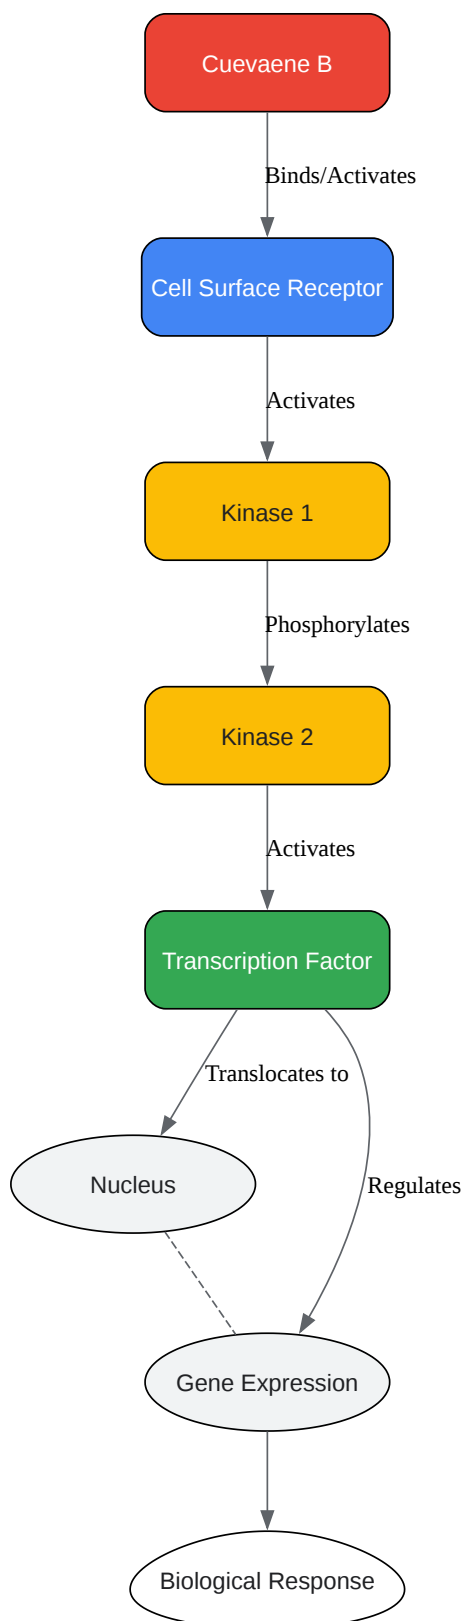 Cuevaene B
Binds/Activates
Cell Surface Receptor
Activates
Kinase 1
Phosphorylates
Kinase 2
Activates
Transcription Factor
Translocates to
Nucleus
Regulates
Gene Expression
Biological Response